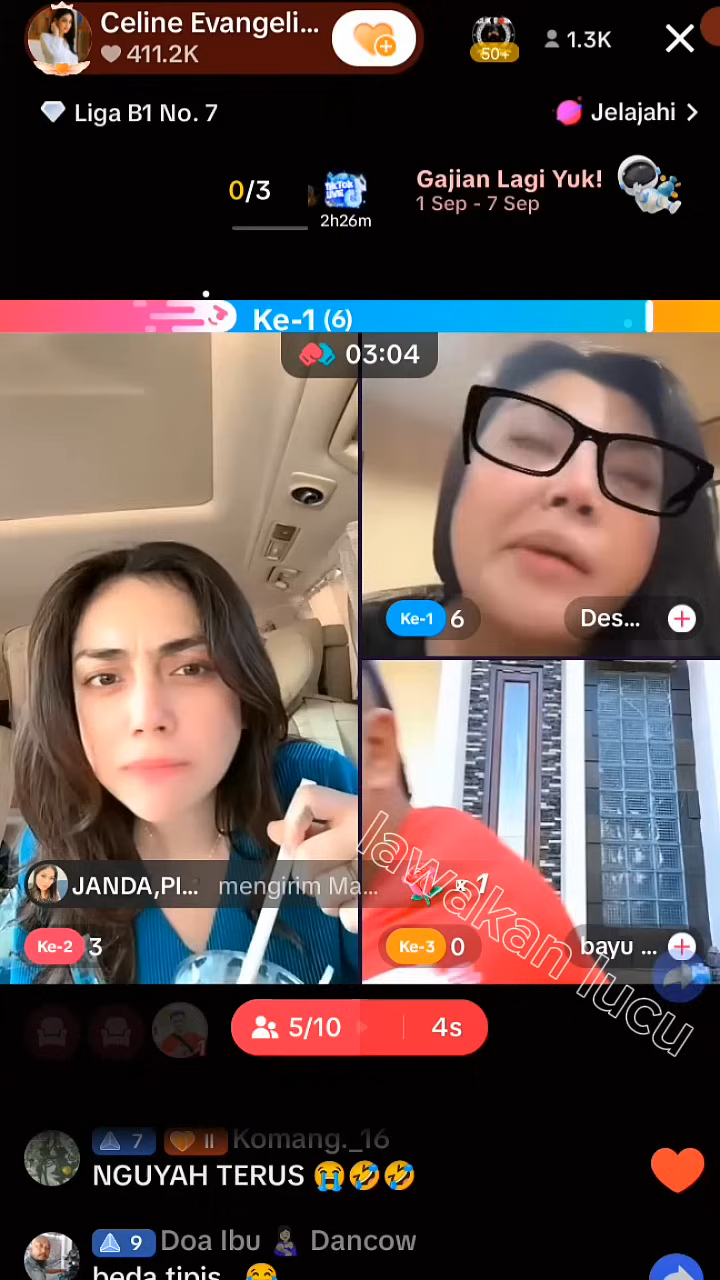 Celine Evangeli...
411.2K
50+
1.3K
Liga B1 No. 7
Jelajahi
0/3
2h26m
Gajian Lagi Yuk!
1 Sep - 7 Sep
Ke-1 (6)
03:04
Ke-1 6
Des...
JANDA,PI... mengirim Ma...
x 1
Ke-2 3
Ke-3 0
bayu ...
lawakan lucu
5/10
4s
7 II Komang._16
NGUYAH TERUS 😭🤣🤣
9 Doa Ibu 🤱🏿 Dancow
beda tipis 😂